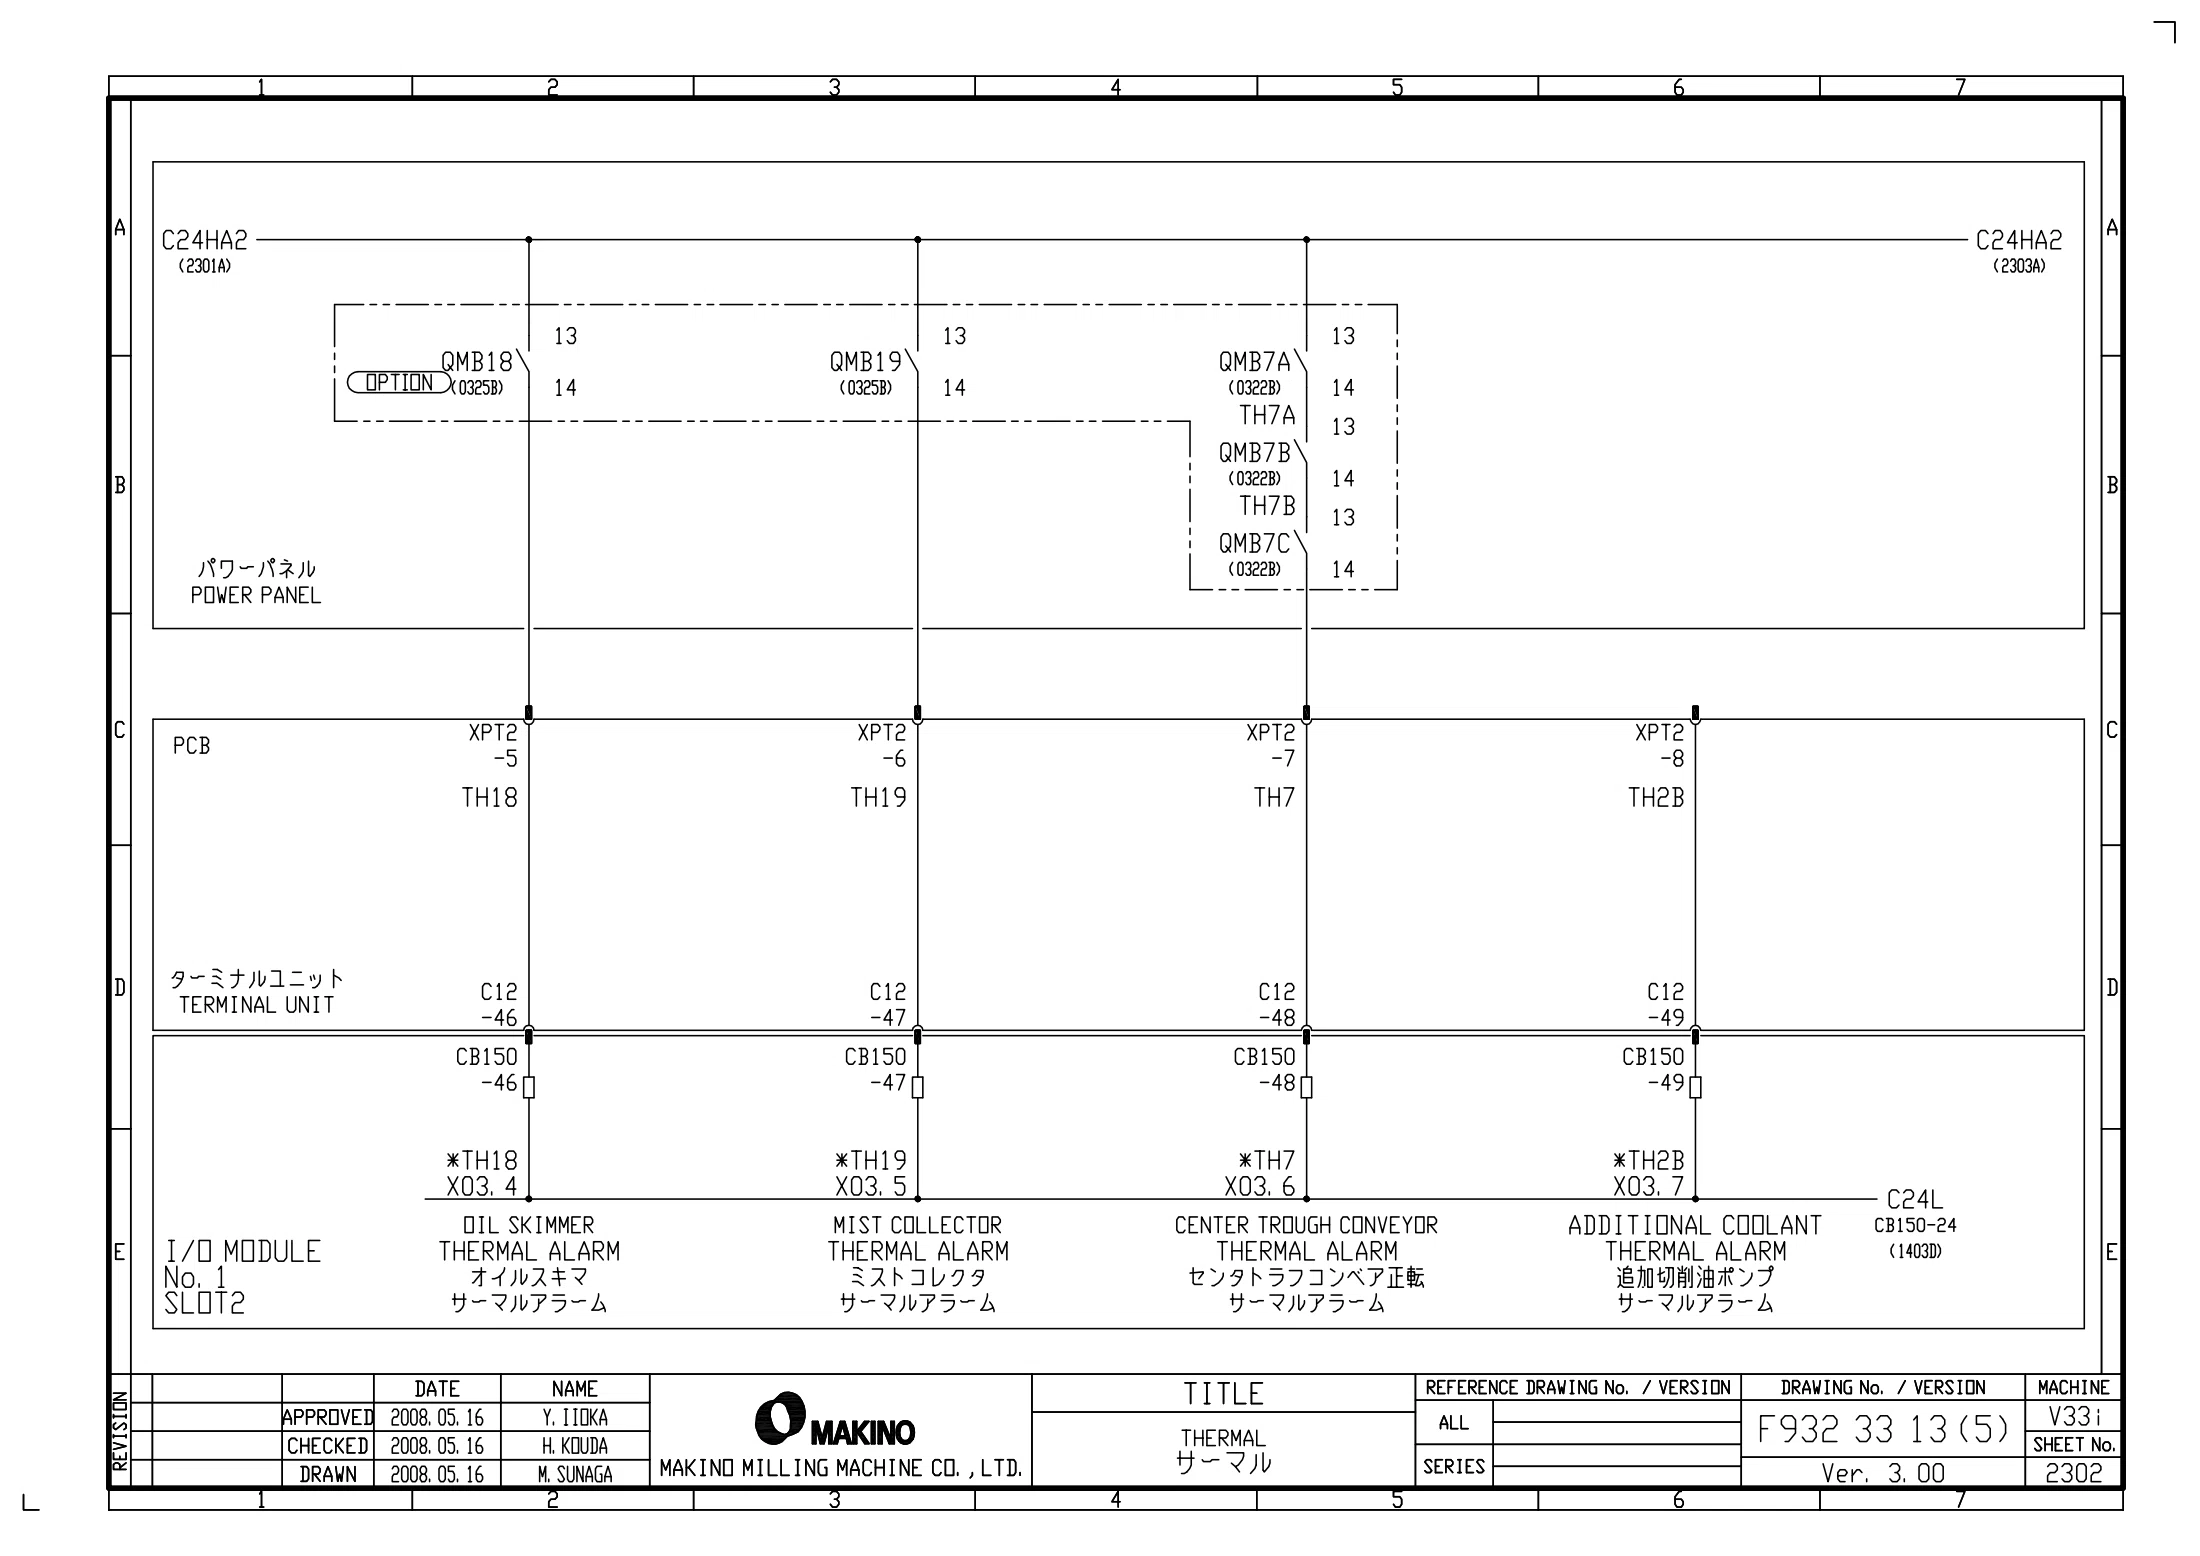 1 2 3 4 5 6 7
A A
C24HA2 C24HA2
(2301A) (2303A)
13 13 13
QMB18 QMB19 QMB7A
OPTION (0325B) 14 (0325B) 14 (0322B) 14
TH7A
13
QMB7B
B (0322B) 14 B
TH7B
13
QMB7C
(0322B) 14
パワーパネル
POWER PANEL
C XPT2 XPT2 XPT2 XPT2 C
PCB
-5 -6 -7 -8
TH18 TH19 TH7 TH2B
ターミナルユニット
D C12 C12 C12 C12 D
TERMINAL UNIT
-46 -47 -48 -49
CB150 CB150 CB150 CB150
-46 -47 -48 -49
*TH18 *TH19 *TH7 *TH2B
X03.4 X03.5 X03.6 X03.7
C24L
OIL SKIMMER MIST COLLECTOR CENTER TROUGH CONVEYOR ADDITIONAL COOLANT CB150-24
E I/O MODULE THERMAL ALARM THERMAL ALARM THERMAL ALARM THERMAL ALARM (1403D) E
No.1 オイルスキマ ミストコレクタ センタトラフコンベア正転 追加切削油ポンプ
SLOT2 サーマルアラーム サーマルアラーム サーマルアラーム サーマルアラーム
REVISION
DATE NAME
APPROVED 2008.05.16 Y.IIOKA
CHECKED 2008.05.16 H.KOUDA
DRAWN 2008.05.16 M.SUNAGA
MAKINO
MAKINO MILLING MACHINE CO.,LTD.
TITLE
THERMAL
サーマル
REFERENCE DRAWING No. / VERSION
ALL
SERIES
DRAWING No. / VERSION
F932 33 13(5)
Ver. 3.00
MACHINE
V33i
SHEET No.
2302
1 2 3 4 5 6 7